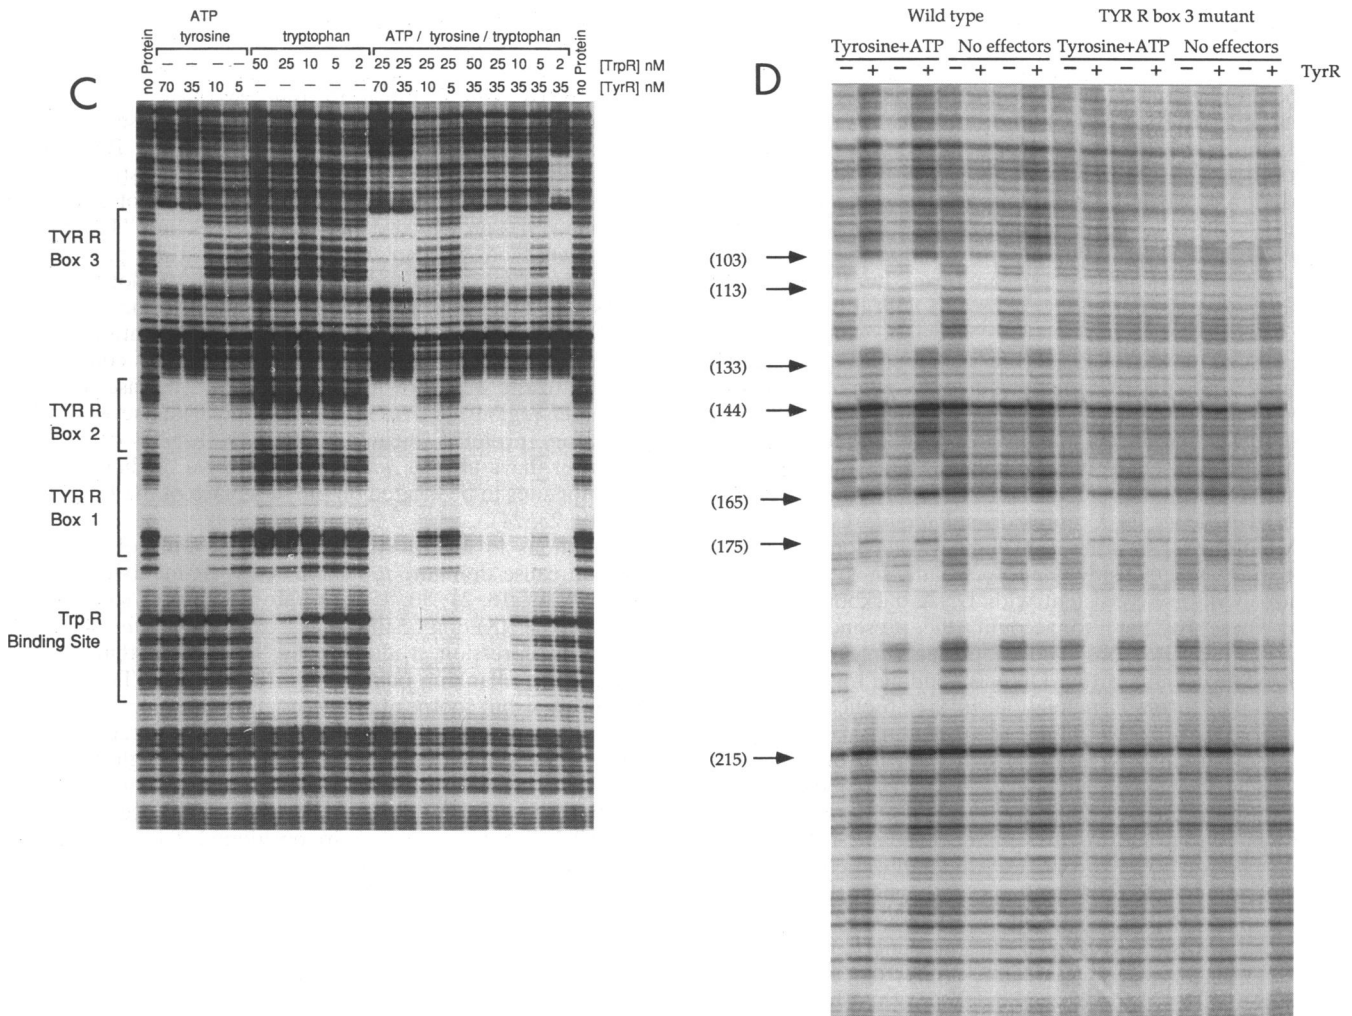 C
no Protein
ATP
tyrosine
tryptophan
ATP / tyrosine / tryptophan
no Protein
– – – – 50 25 10 5 2 25 25 25 25 50 25 10 5 2 [TrpR] nM
70 35 10 5 – – – – – 70 35 10 5 35 35 35 35 35 [TyrR] nM
TYR R
Box 3
TYR R
Box 2
TYR R
Box 1
Trp R
Binding Site
D
Wild type
TYR R box 3 mutant
Tyrosine+ATP No effectors Tyrosine+ATP No effectors
– + – + – + – + – + – + – + – + TyrR
(103)
(113)
(133)
(144)
(165)
(175)
(215)